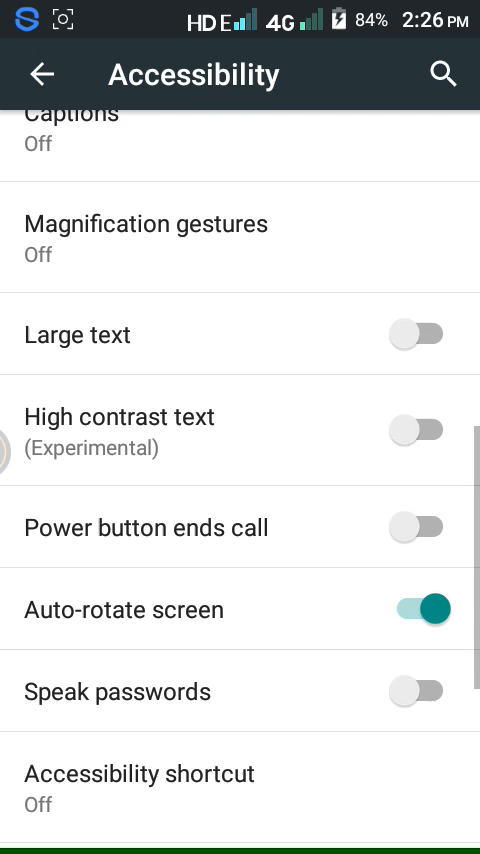 HD E 4G 84% 2:26 PM
Accessibility
Captions
Off
Magnification gestures
Off
Large text
High contrast text
(Experimental)
Power button ends call
Auto-rotate screen
Speak passwords
Accessibility shortcut
Off